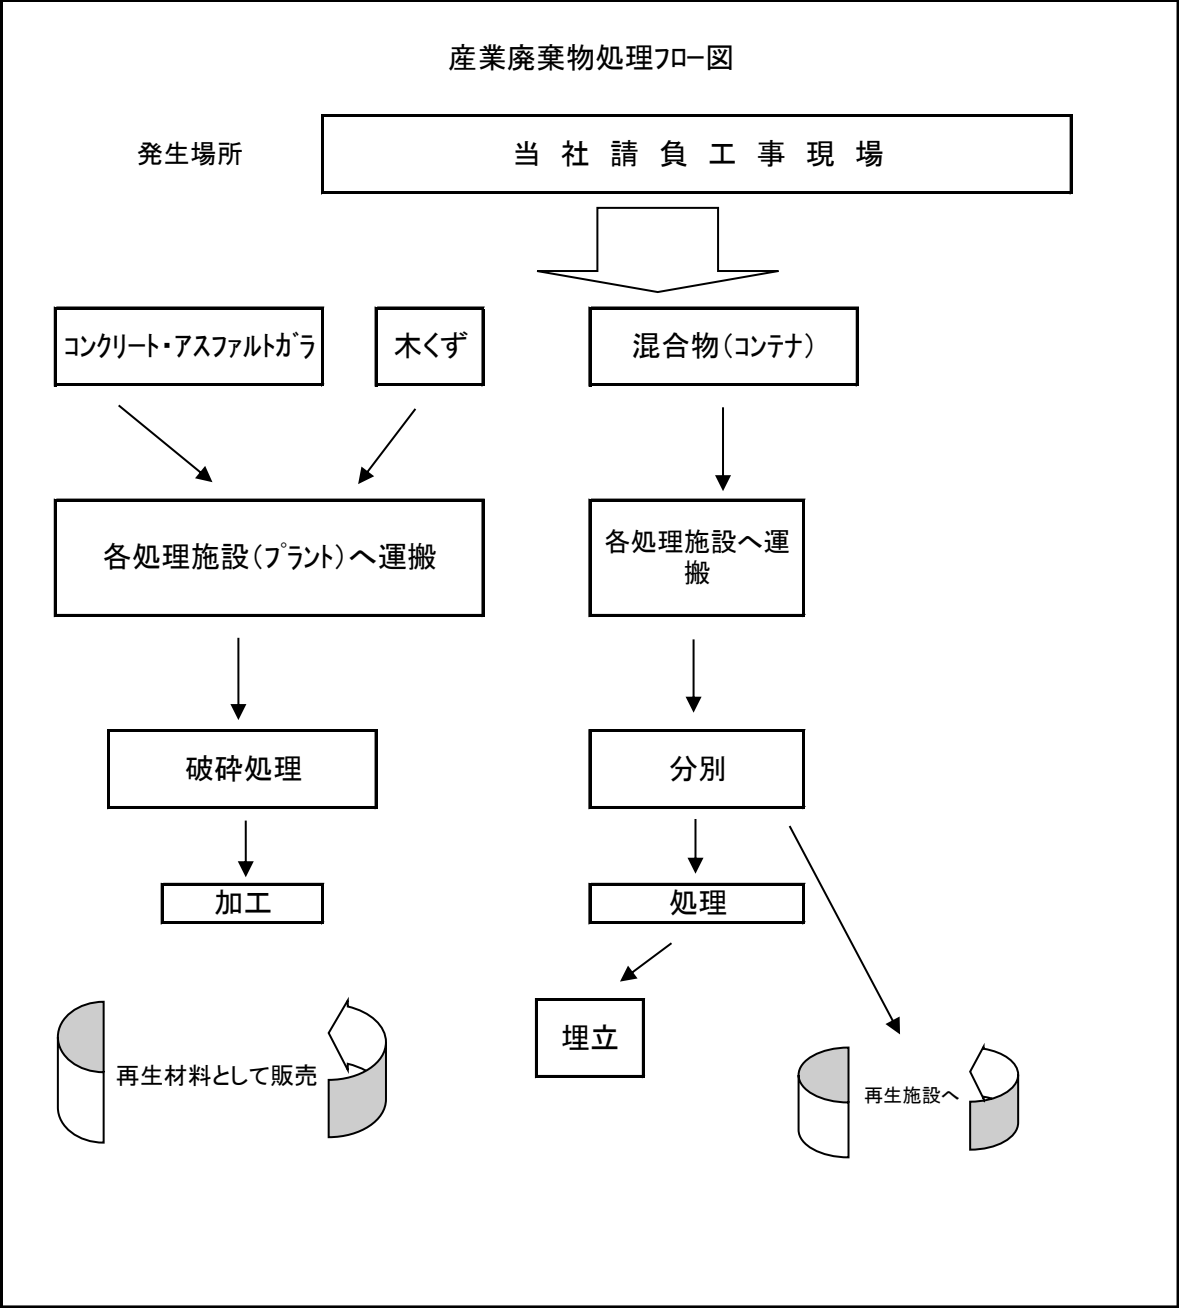 産業廃棄物処理ﾌﾛｰ図
発生場所
当 社 請 負 工 事 現 場
ｺﾝｸﾘｰﾄ・ｱｽﾌｧﾙﾄｶﾞﾗ
木くず
混合物(ｺﾝﾃﾅ)
各処理施設(ﾌﾟﾗﾝﾄ)へ運搬
各処理施設へ運
搬
破砕処理
分別
加工
処理
埋立
再生材料として販売
再生施設へ